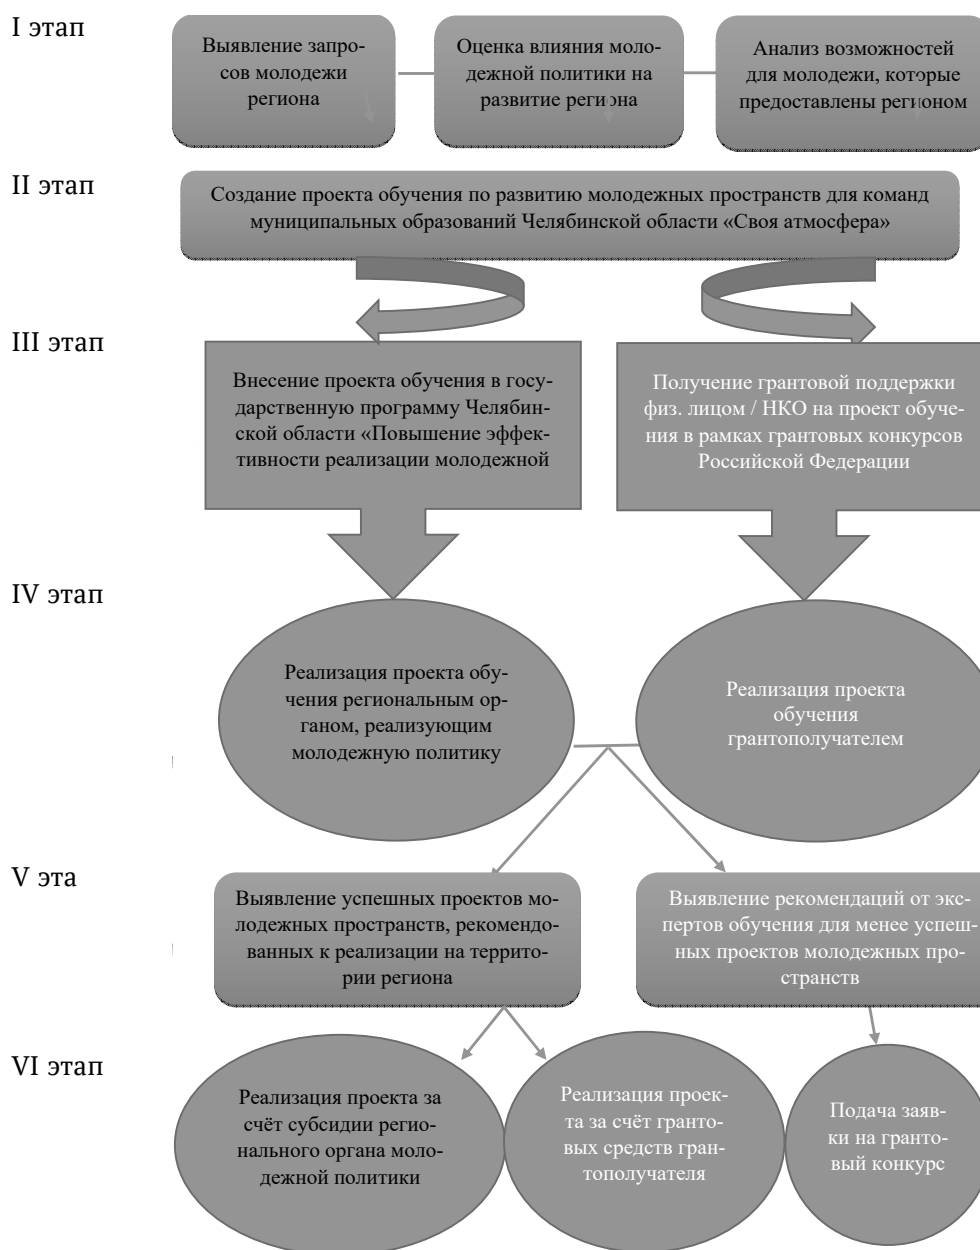 I этап
Выявление запро-
сов молодежи
региона
Оценка влияния моло-
дежной политики на
развитие региона
Анализ возможностей
для молодежи, которые
предоставлены регионом
II этап
Создание проекта обучения по развитию молодежных пространств для команд
муниципальных образований Челябинской области «Своя атмосфера»
III этап
Внесение проекта обучения в госу-
дарственную программу Челябин-
ской области «Повышение эффек-
тивности реализации молодежной
Получение грантовой поддержки
физ. лицом / НКО на проект обуче-
ния в рамках грантовых конкурсов
Российской Федерации
IV этап
Реализация проекта обу-
чения региональным ор-
ганом, реализующим
молодежную политику
Реализация проекта
обучения
грантополучателем
V эта
Выявление успешных проектов мо-
лодежных пространств, рекомендо-
ванных к реализации на террито-
рии региона
Выявление рекомендаций от экс-
пертов обучения для менее успеш-
ных проектов молодежных про-
странств
VI этап
Реализация проекта за
счёт субсидии регио-
нального органа моло-
дежной политики
Реализация проек-
та за счёт гранто-
вых средств гран-
тополучателя
Подача заяв-
ки на гранто-
вый конкурс